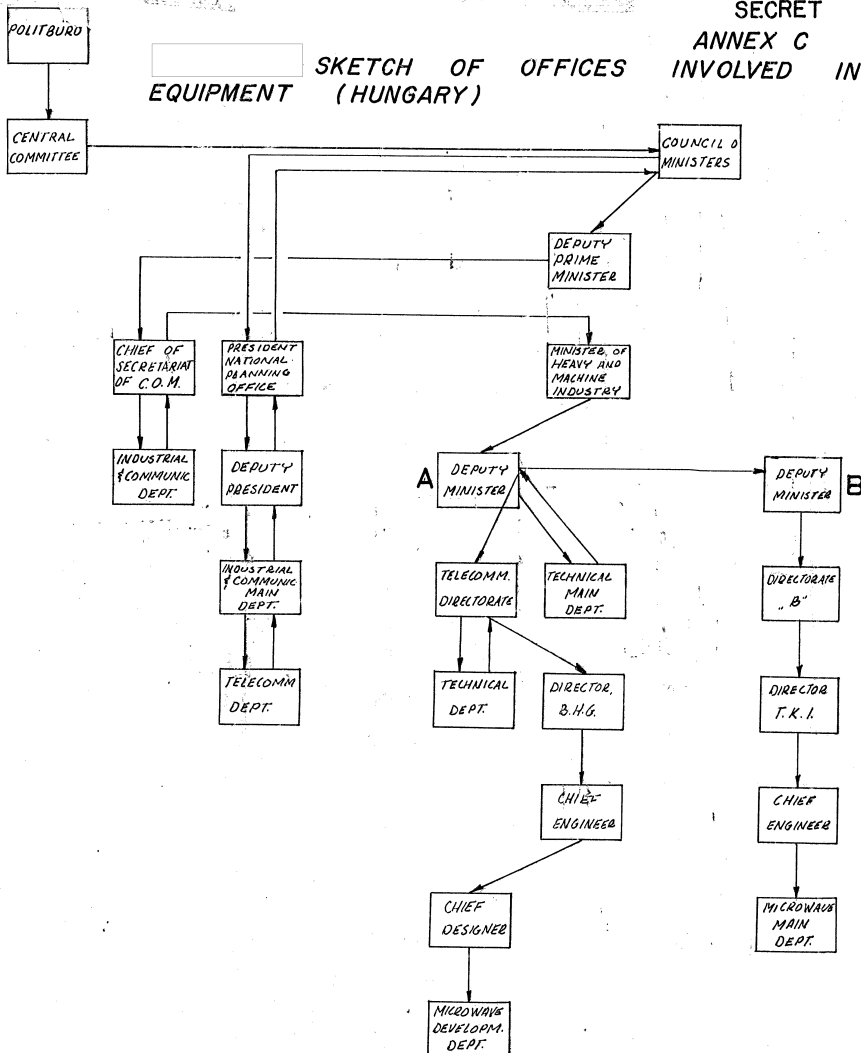 SECRET
ANNEX C
SKETCH OF OFFICES INVOLVED IN
EQUIPMENT (HUNGARY)
POLITBURO
CENTRAL
COMMITTEE
COUNCIL O
MINISTERS
DEPUTY
PRIME
MINISTER
CHIEF OF
SECRETARIAT
OF C.O.M.
PRESIDENT
NATIONAL
PLANNING
OFFICE
MINISTER OF
HEAVY AND
MACHINE
INDUSTRY
INDUSTRIAL
& COMMUNIC
DEPT.
DEPUTY
PRESIDENT
A
DEPUTY
MINISTER
DEPUTY
MINISTER
B
INDUSTRIAL
& COMMUNIC
MAIN
DEPT.
TELECOMM.
DIRECTORATE
TECHNICAL
MAIN
DEPT.
DIRECTORATE
„B"
TELECOMM
DEPT.
TECHNICAL
DEPT.
DIRECTOR,
B.H.G.
DIRECTOR
T.K.I.
CHIEF
ENGINEER
CHIEF
ENGINEER
CHIEF
DESIGNER
MICROWAVE
MAIN
DEPT.
MICROWAVE
DEVELOPM.
DEPT.